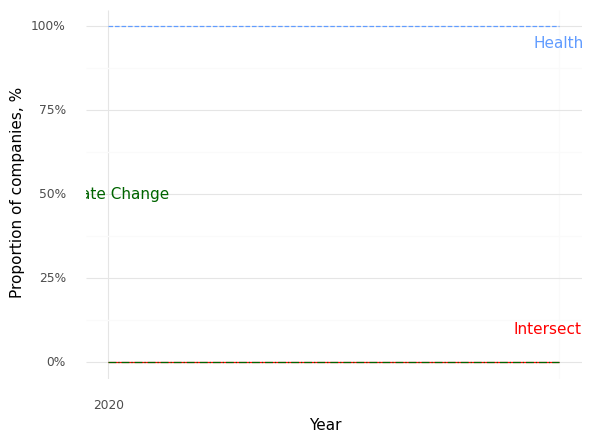 100%
Health
75%
50%
ate Change
25%
Intersect
0%
2020
Year
Proportion of companies, %